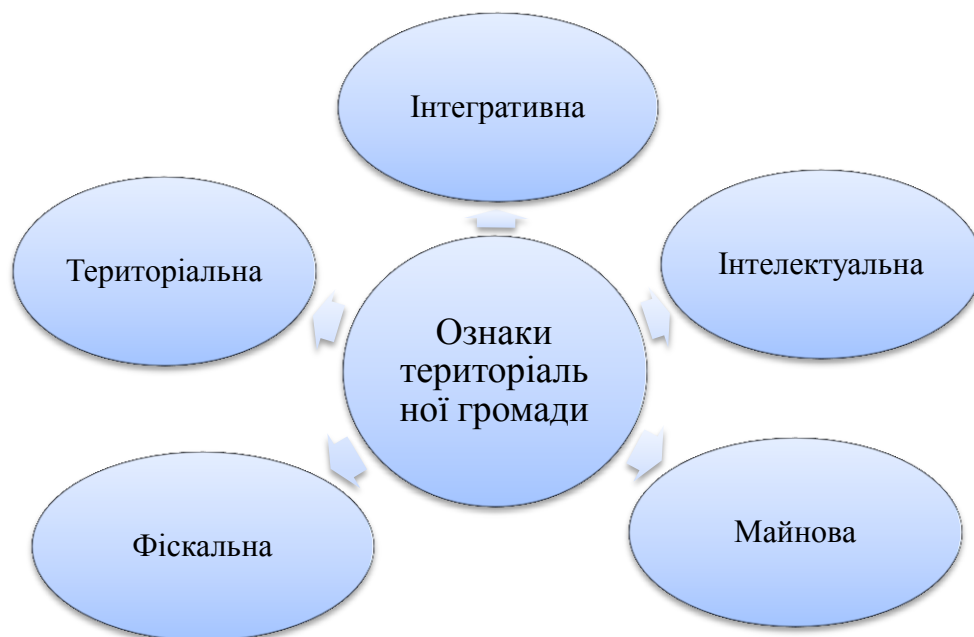 Інтегративна
Територіальна
Інтелектуальна
Ознаки
територіаль
ної громади
Фіскальна
Майнова